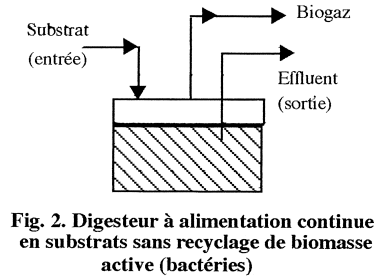 Biogaz
Substrat
(entrée)
Effluent
(sortie)
Fig. 2. Digesteur à alimentation continue
en substrats sans recyclage de biomasse
active (bactéries)